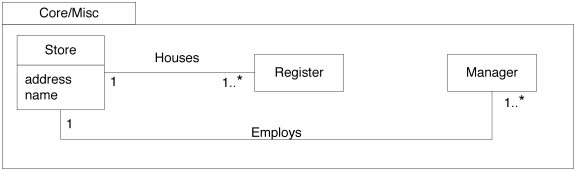 Core/Misc
Store
address
name
Houses
1
1..*
Register
Manager
1..*
1
Employs